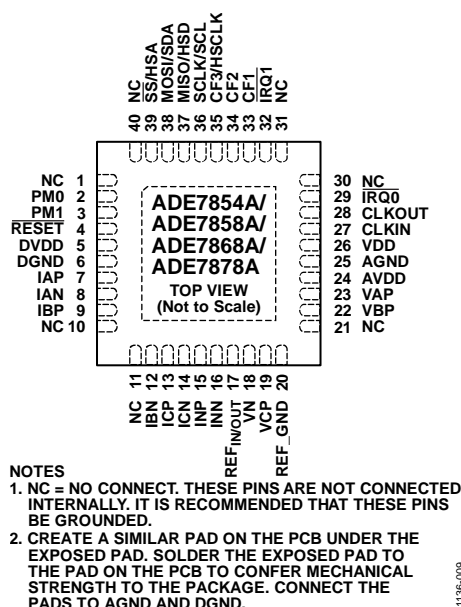 40 NC
39 SS/HSA
38 MOSI/SDA
37 MISO/HSD
36 SCLK/SCL
35 CF3/HSCLK
34 CF2
33 CF1
32 IRQ1
31 NC
NC 1
PM0 2
PM1 3
RESET 4
DVDD 5
DGND 6
IAP 7
IAN 8
IBP 9
NC 10
ADE7854A/
ADE7858A/
ADE7868A/
ADE7878A
TOP VIEW
(Not to Scale)
30 NC
29 IRQ0
28 CLKOUT
27 CLKIN
26 VDD
25 AGND
24 AVDD
23 VAP
22 VBP
21 NC
NC 11
IBN 12
ICP 13
ICN 14
INP 15
INN 16
REFIN/OUT 17
VN 18
VCP 19
REF_GND 20
NOTES
1. NC = NO CONNECT. THESE PINS ARE NOT CONNECTED
INTERNALLY. IT IS RECOMMENDED THAT THESE PINS
BE GROUNDED.
2. CREATE A SIMILAR PAD ON THE PCB UNDER THE
EXPOSED PAD. SOLDER THE EXPOSED PAD TO
THE PAD ON THE PCB TO CONFER MECHANICAL
STRENGTH TO THE PACKAGE. CONNECT THE
PADS TO AGND AND DGND.